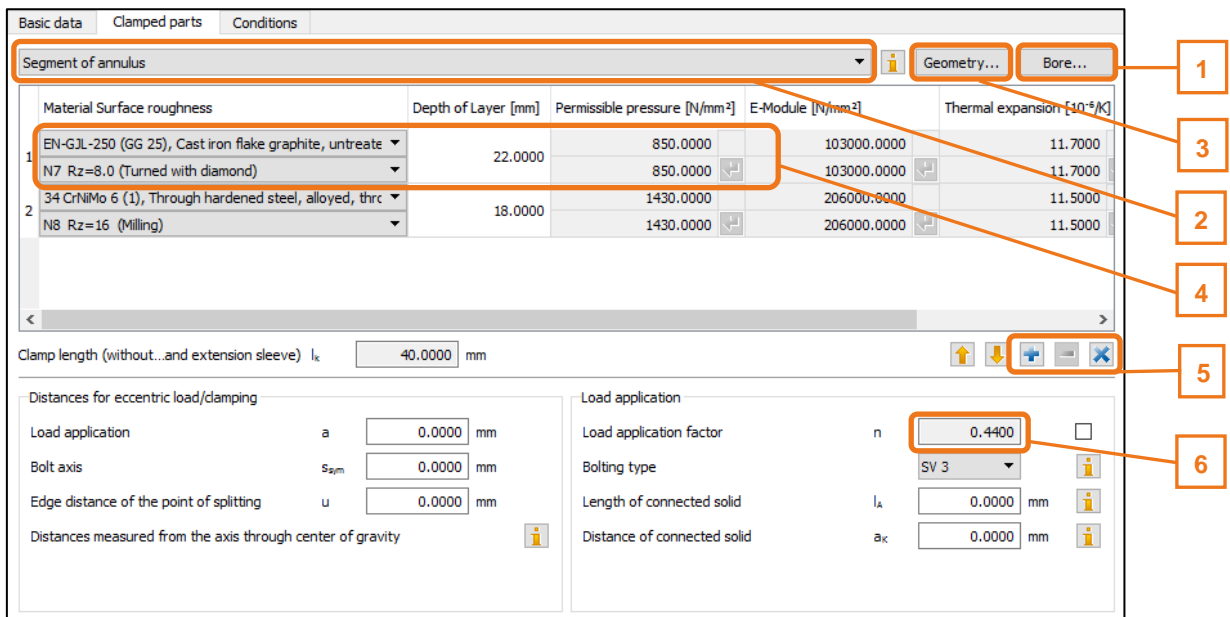 Basic data Clamped parts Conditions
Segment of annulus Geometry... Bore... 1
Material Surface roughness Depth of Layer [mm] Permissible pressure [N/mm²] E-Module [N/mm²] Thermal expansion [10⁻⁶/K]
EN-GJL-250 (GG 25), Cast iron flake graphite, untreate 850.0000 103000.0000 11.7000
1 22.0000 3
N7 Rz=8.0 (Turned with diamond) 850.0000 103000.0000 11.7000
34 CrNiMo 6 (1), Through hardened steel, alloyed, thrc 1430.0000 206000.0000 11.5000
2 18.0000 2
N8 Rz=16 (Milling) 1430.0000 206000.0000 11.5000
4
Clamp length (without...and extension sleeve) lₖ 40.0000 mm
5
Distances for eccentric load/clamping
Load application a 0.0000 mm
Bolt axis sₛᵧₘ 0.0000 mm
Edge distance of the point of splitting u 0.0000 mm
Distances measured from the axis through center of gravity
Load application
Load application factor n 0.4400
6
Bolting type SV 3
Length of connected solid l_A 0.0000 mm
Distance of connected solid a_K 0.0000 mm